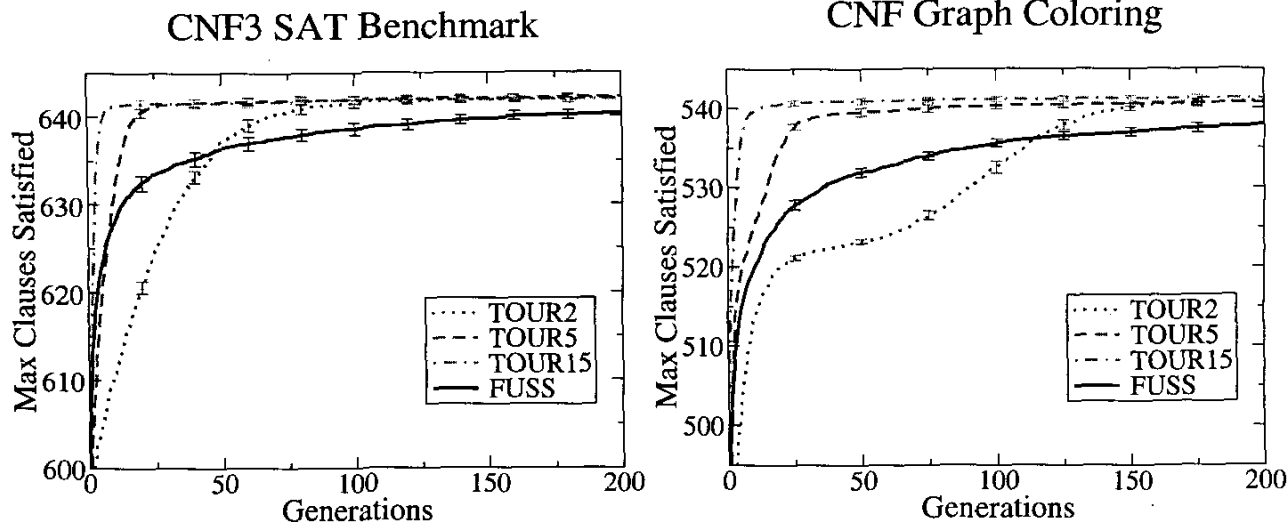 CNF3 SAT Benchmark
Max Clauses Satisfied
640
630
620
610
600
TOUR2
TOUR5
TOUR15
FUSS
0
50
100
150
200
Generations
CNF Graph Coloring
Max Clauses Satisfied
540
530
520
510
500
TOUR2
TOUR5
TOUR15
FUSS
0
50
100
150
200
Generations